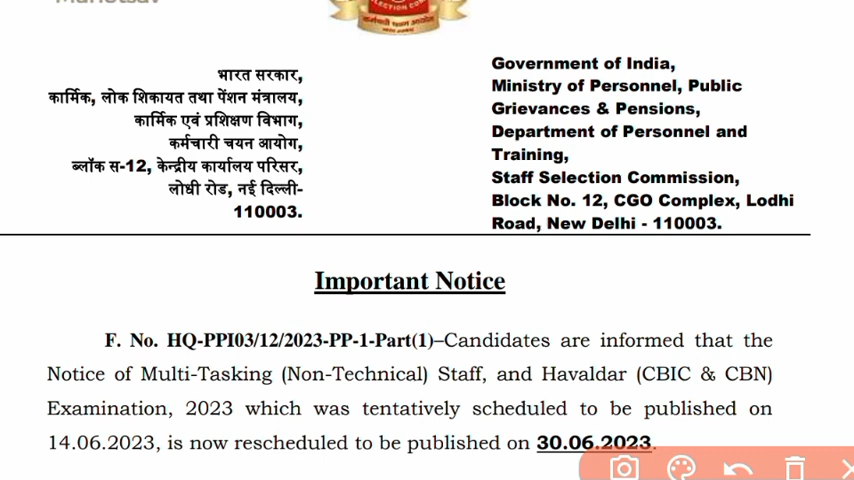 कर्मचारी चयन आयोग
भारत सरकार,
कार्मिक, लोक शिकायत तथा पेंशन मंत्रालय,
कार्मिक एवं प्रशिक्षण विभाग,
कर्मचारी चयन आयोग,
ब्लॉक स-12, केन्द्रीय कार्यालय परिसर,
लोधी रोड, नई दिल्ली-
110003.
Government of India,
Ministry of Personnel, Public
Grievances & Pensions,
Department of Personnel and
Training,
Staff Selection Commission,
Block No. 12, CGO Complex, Lodhi
Road, New Delhi - 110003.
Important Notice
F. No. HQ-PPI03/12/2023-PP-1-Part(1)–Candidates are informed that the
Notice of Multi-Tasking (Non-Technical) Staff, and Havaldar (CBIC & CBN)
Examination, 2023 which was tentatively scheduled to be published on
14.06.2023, is now rescheduled to be published on 30.06.2023.